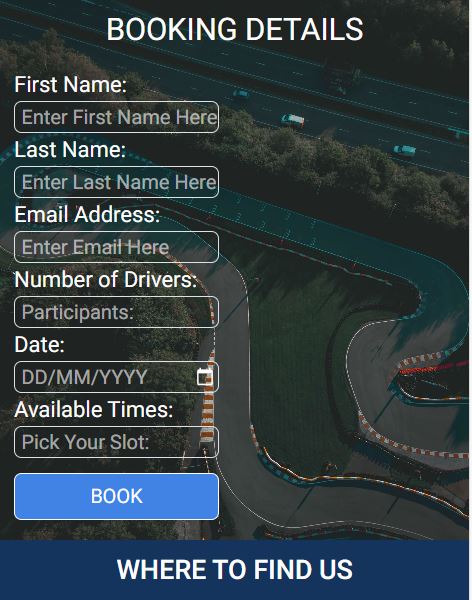 BOOKING DETAILS
First Name:
Enter First Name Here
Last Name:
Enter Last Name Here
Email Address:
Enter Email Here
Number of Drivers:
Participants:
Date:
DD/MM/YYYY
Available Times:
Pick Your Slot:
BOOK
WHERE TO FIND US